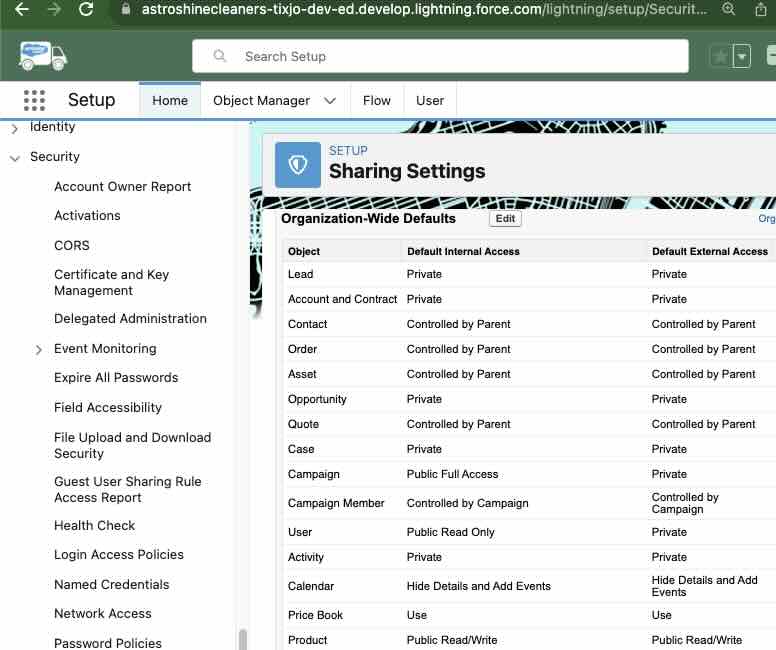 astroshinecleaners-tixjo-dev-ed.develop.lightning.force.com/lightning/setup/Securit...
Search Setup
Setup
Home
Object Manager
Flow
User
Identity
Security
Account Owner Report
Activations
CORS
Certificate and Key
Management
Delegated Administration
Event Monitoring
Expire All Passwords
Field Accessibility
File Upload and Download
Security
Guest User Sharing Rule
Access Report
Health Check
Login Access Policies
Named Credentials
Network Access
Password Policies
SETUP
Sharing Settings
Organization-Wide Defaults Edit Org
Object Default Internal Access Default External Access
Lead Private Private
Account and Contract Private Private
Contact Controlled by Parent Controlled by Parent
Order Controlled by Parent Controlled by Parent
Asset Controlled by Parent Controlled by Parent
Opportunity Private Private
Quote Controlled by Parent Controlled by Parent
Case Private Private
Campaign Public Full Access Private
Campaign Member Controlled by Campaign Controlled by
Campaign
User Public Read Only Private
Activity Private Private
Calendar Hide Details and Add Events Hide Details and Add
Events
Price Book Use Use
Product Public Read/Write Public Read/Write